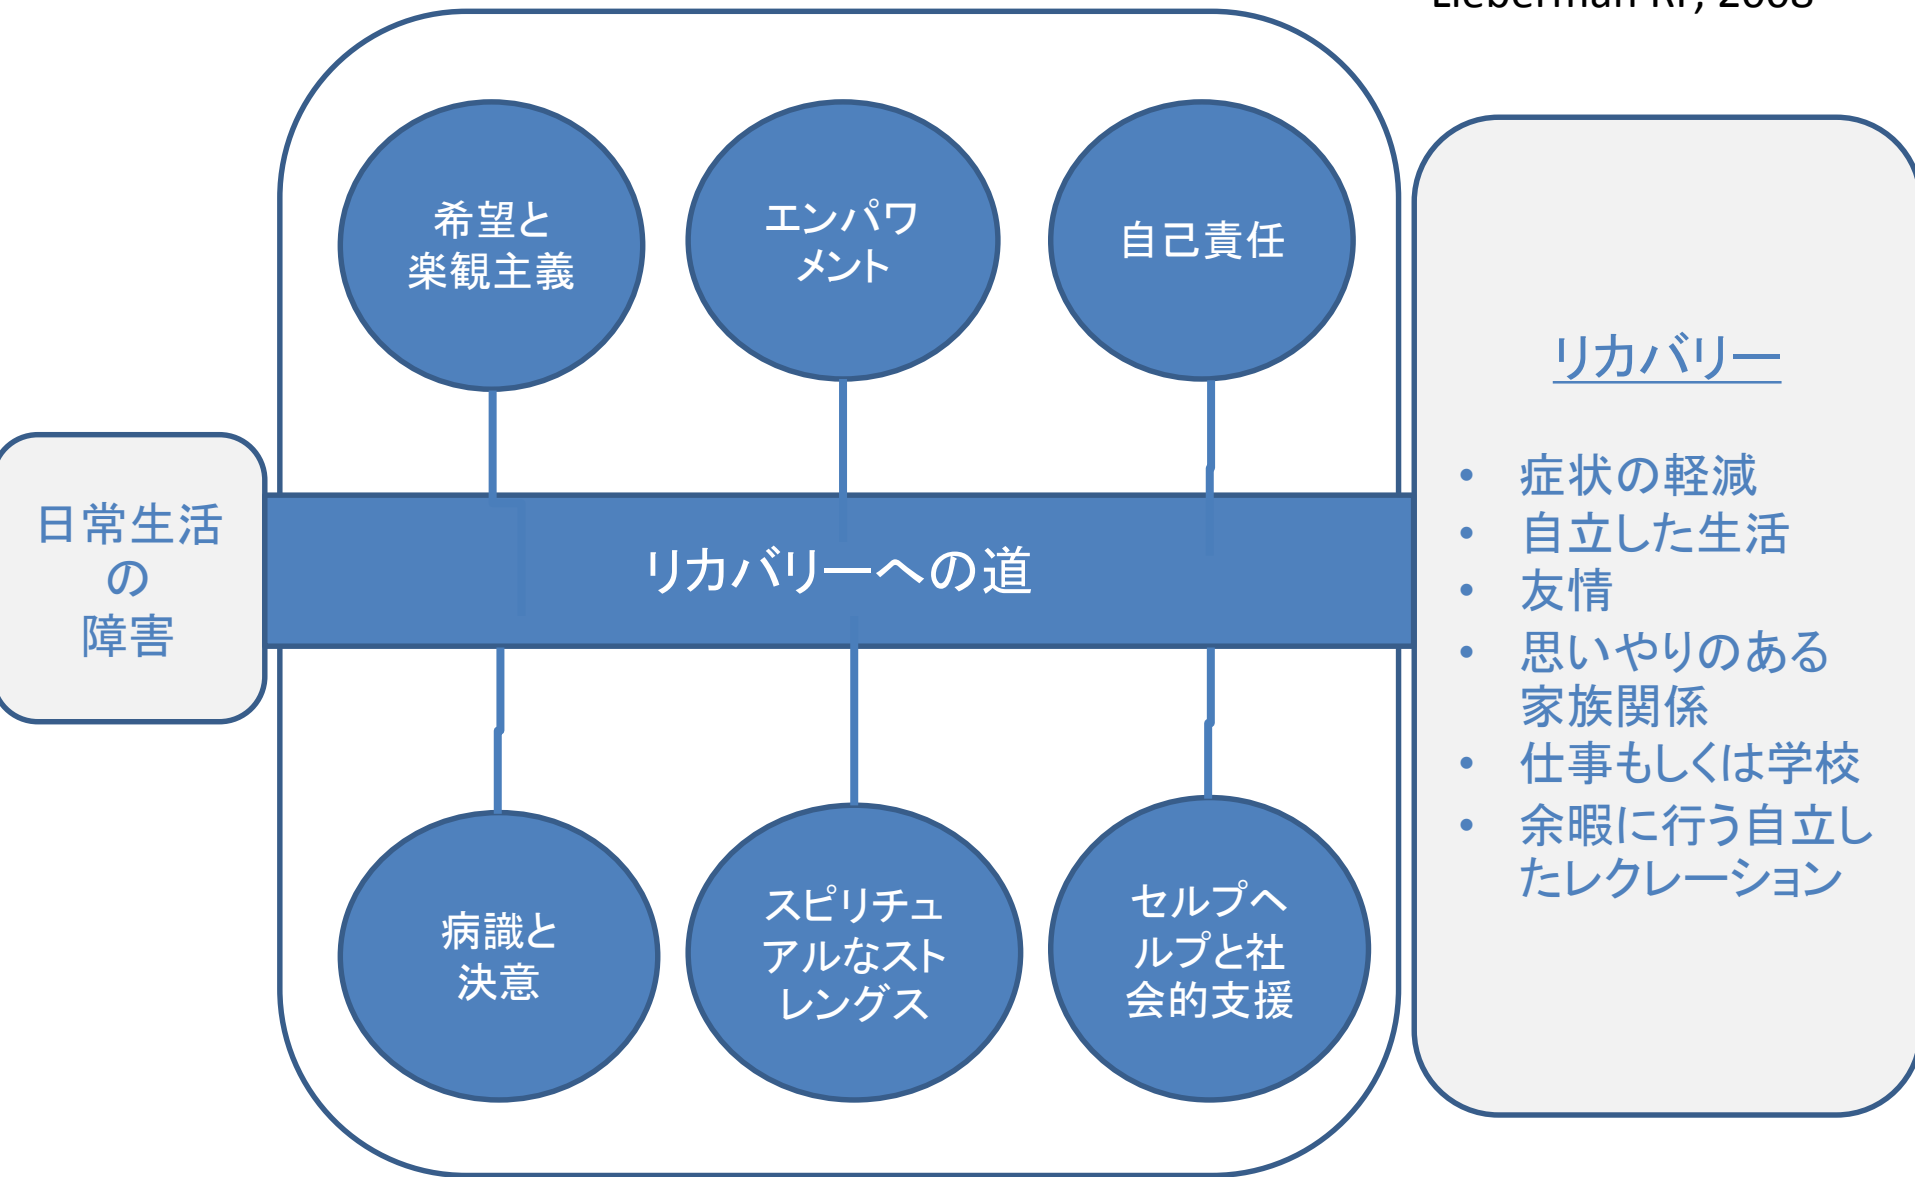 Lieberman RP, 2008
希望と
楽観主義
エンパワ
メント
自己責任
日常生活
の
障害
リカバリーへの道
病識と
決意
スピリチュ
アルなスト
レングス
セルプヘ
ルプと社
会的支援
リカバリー
• 症状の軽減
• 自立した生活
• 友情
• 思いやりのある
家族関係
• 仕事もしくは学校
• 余暇に行う自立し
たレクレーション